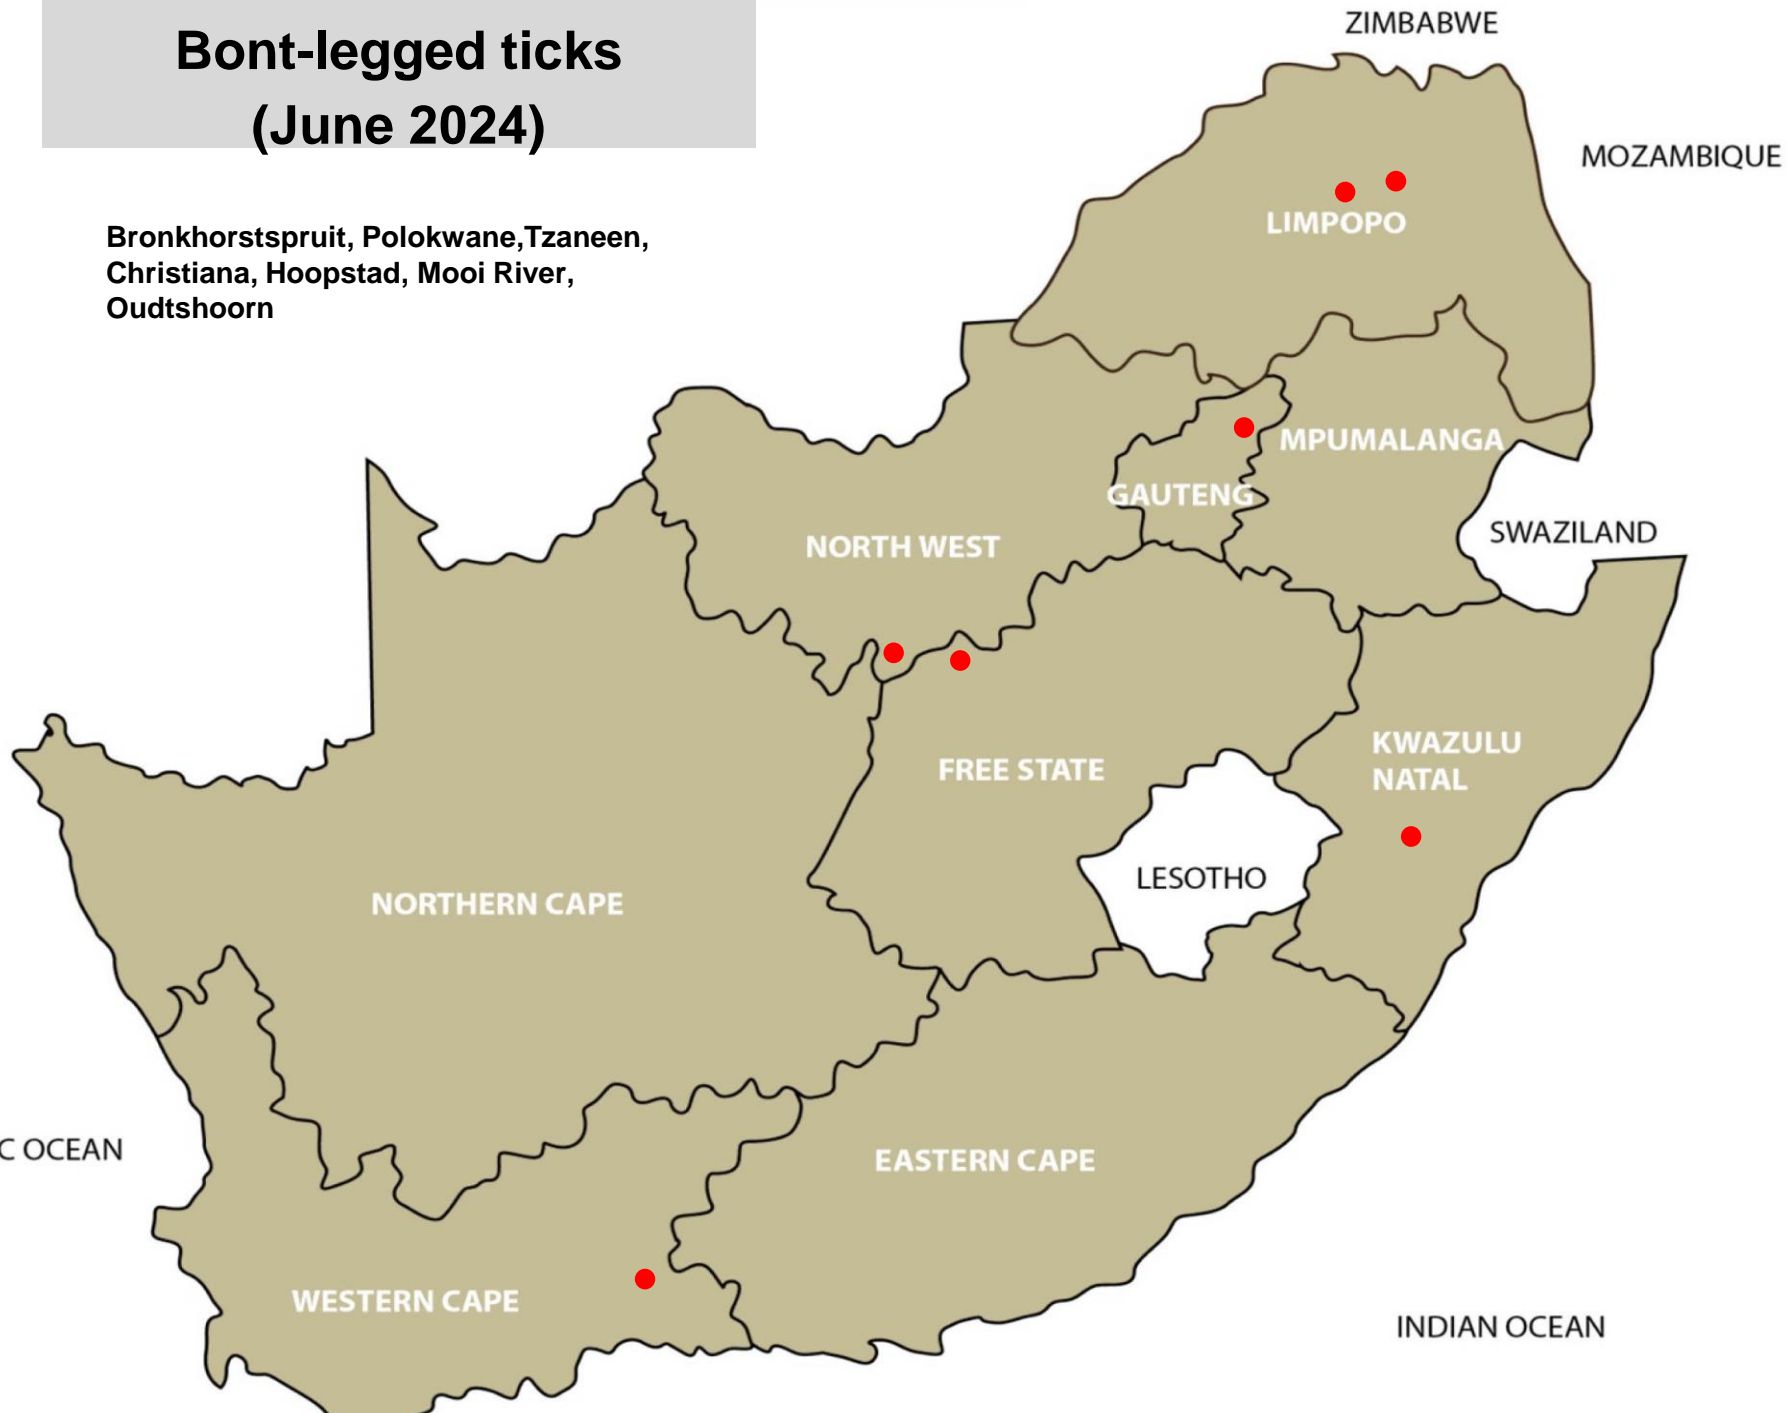 Bont-legged ticks
(June 2024)
Bronkhorstspruit, Polokwane,Tzaneen,
Christiana, Hoopstad, Mooi River,
Oudtshoorn
ZIMBABWE
MOZAMBIQUE
LIMPOPO
MPUMALANGA
GAUTENG
SWAZILAND
NORTH WEST
KWAZULU
NATAL
FREE STATE
LESOTHO
NORTHERN CAPE
C OCEAN
EASTERN CAPE
WESTERN CAPE
INDIAN OCEAN